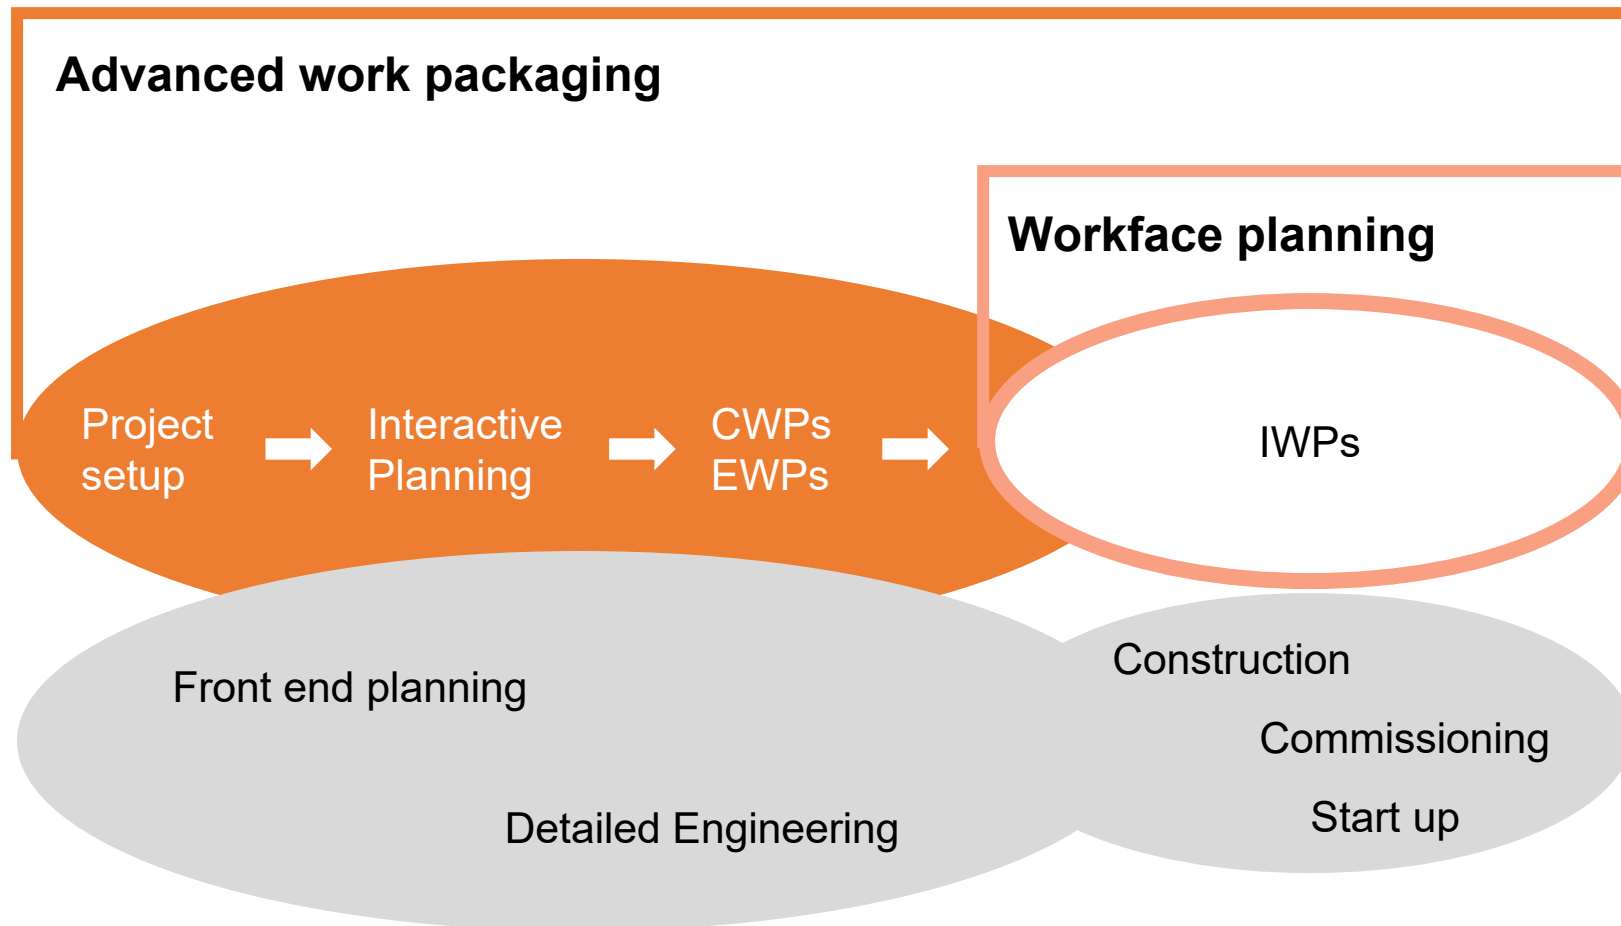 Advanced work packaging
Workface planning
Project
setup
Interactive
Planning
CWPs
EWPs
IWPs
Front end planning
Detailed Engineering
Construction
Commissioning
Start up